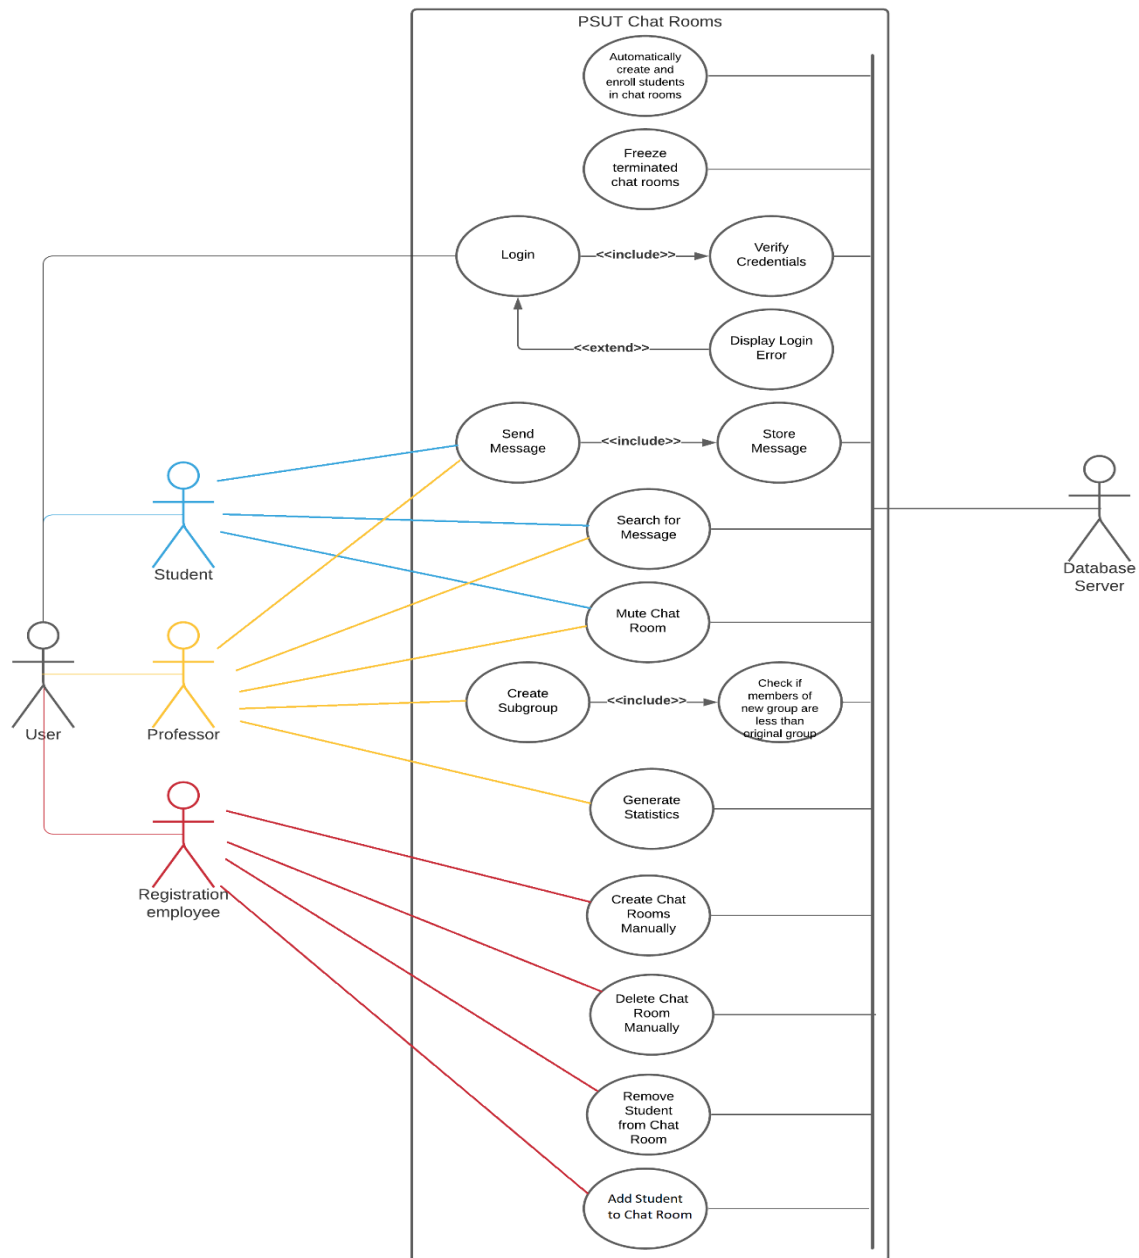 PSUT Chat Rooms
Automatically
create and
enroll students
in chat rooms
Freeze
terminated
chat rooms
Login
<<include>>
Verify
Credentials
<<extend>>
Display Login
Error
Send
Message
<<include>>
Store
Message
Student
Search for
Message
Database
Server
Mute Chat
Room
User
Professor
Create
Subgroup
<<include>>
Check if
members of
new group are
less than
original group
Generate
Statistics
Registration
employee
Create Chat
Rooms
Manually
Delete Chat
Room
Manually
Remove
Student
from Chat
Room
Add Student
to Chat Room